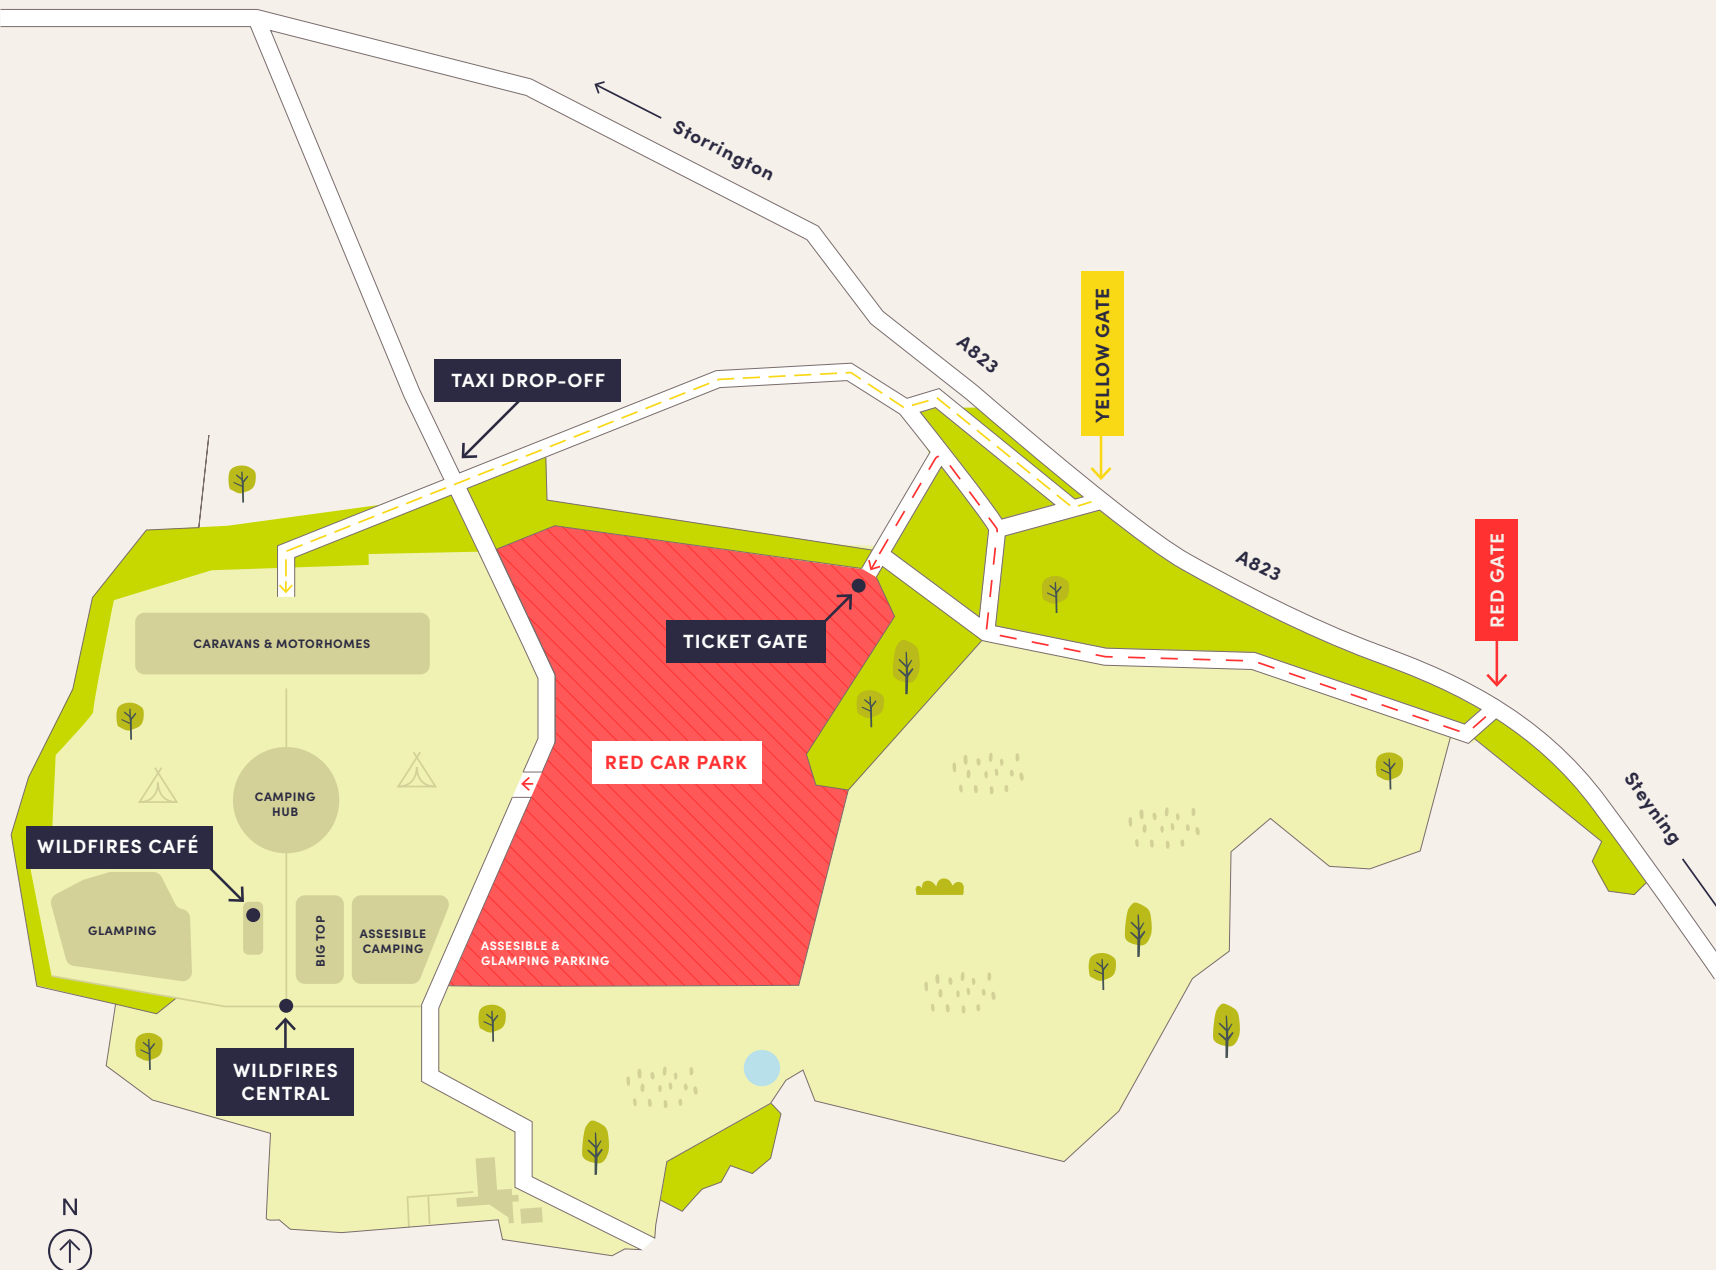 Storrington
A823
YELLOW GATE
TAXI DROP-OFF
A823
RED GATE
TICKET GATE
CARAVANS & MOTORHOMES
RED CAR PARK
CAMPING
HUB
Steyning
WILDFIRES CAFÉ
GLAMPING
BIG TOP
ASSESIBLE
CAMPING
ASSESIBLE &
GLAMPING PARKING
WILDFIRES
CENTRAL
N